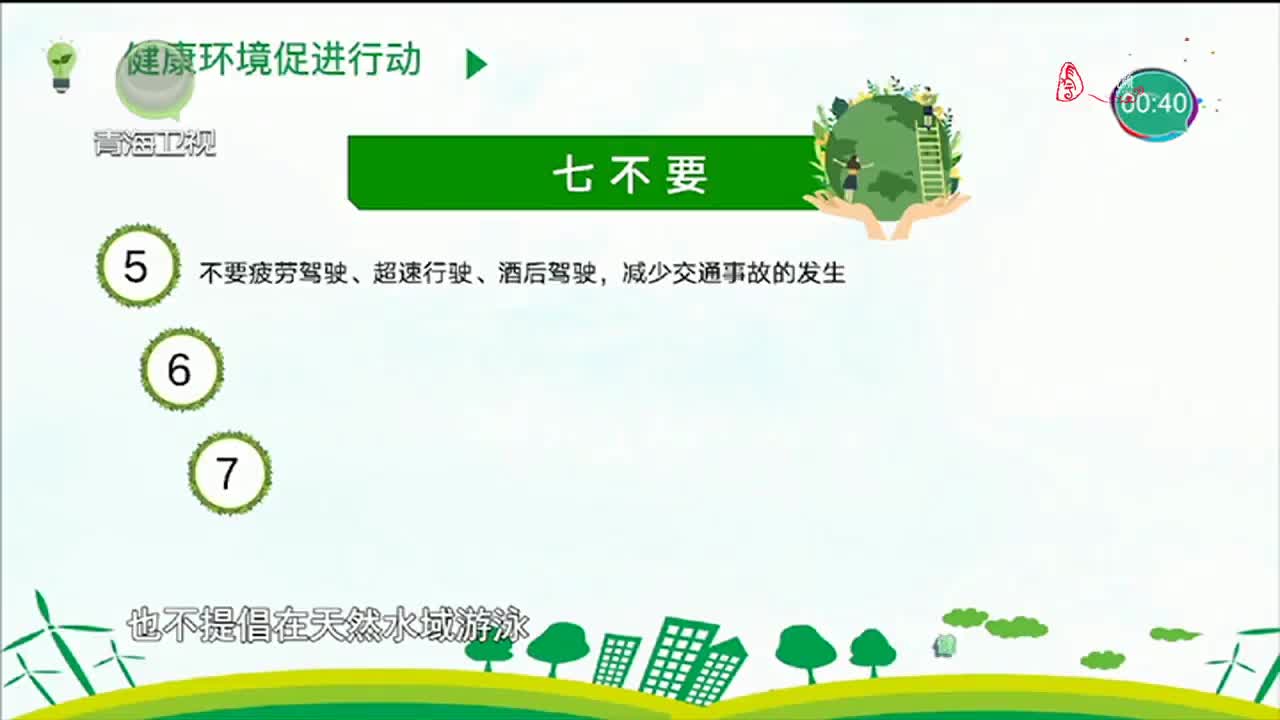 健康环境促进行动
青海卫视
00:40
七不要
5
不要疲劳驾驶、超速行驶、酒后驾驶，减少交通事故的发生
6
7
也不提倡在天然水域游泳
健